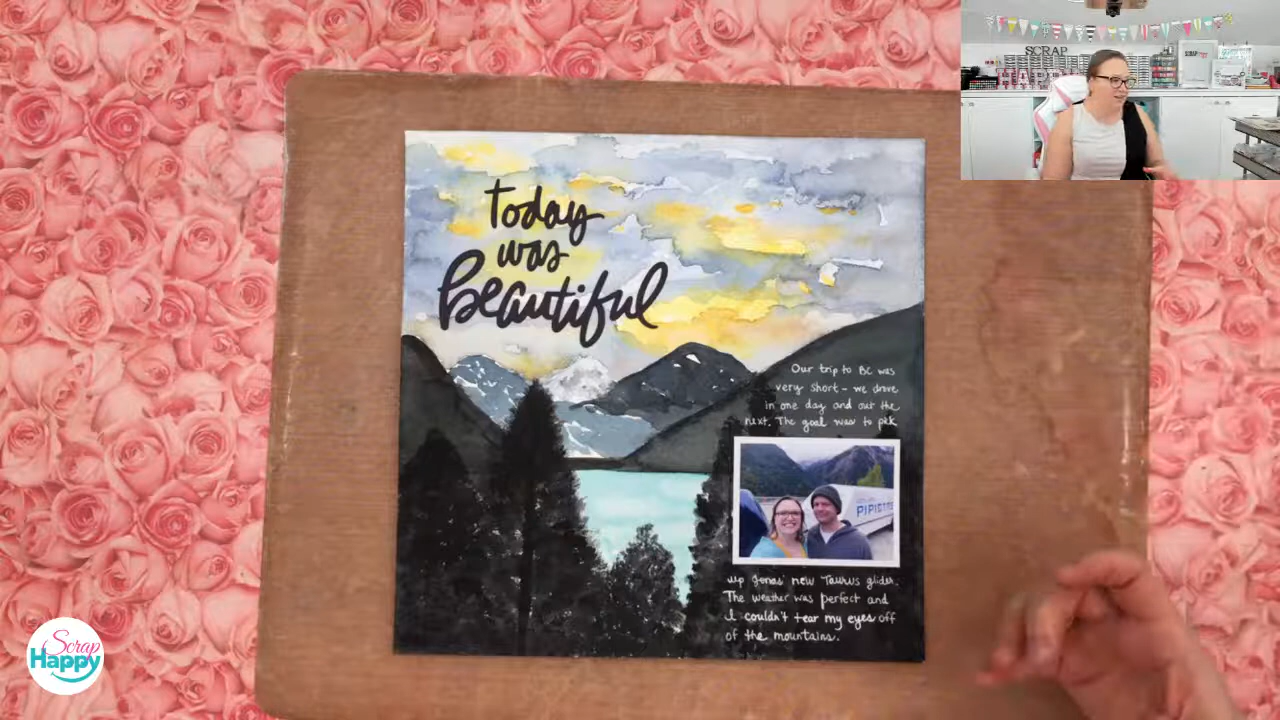 SCRAP
today
was
beautiful
Our trip to BC was
very short - we drove
in one day and out the
next. The goal was to pick
PIPISTR
up Jonas' new Taurus glider.
The weather was perfect and
I couldn't tear my eyes off
of the mountains.
Scrap
Happy